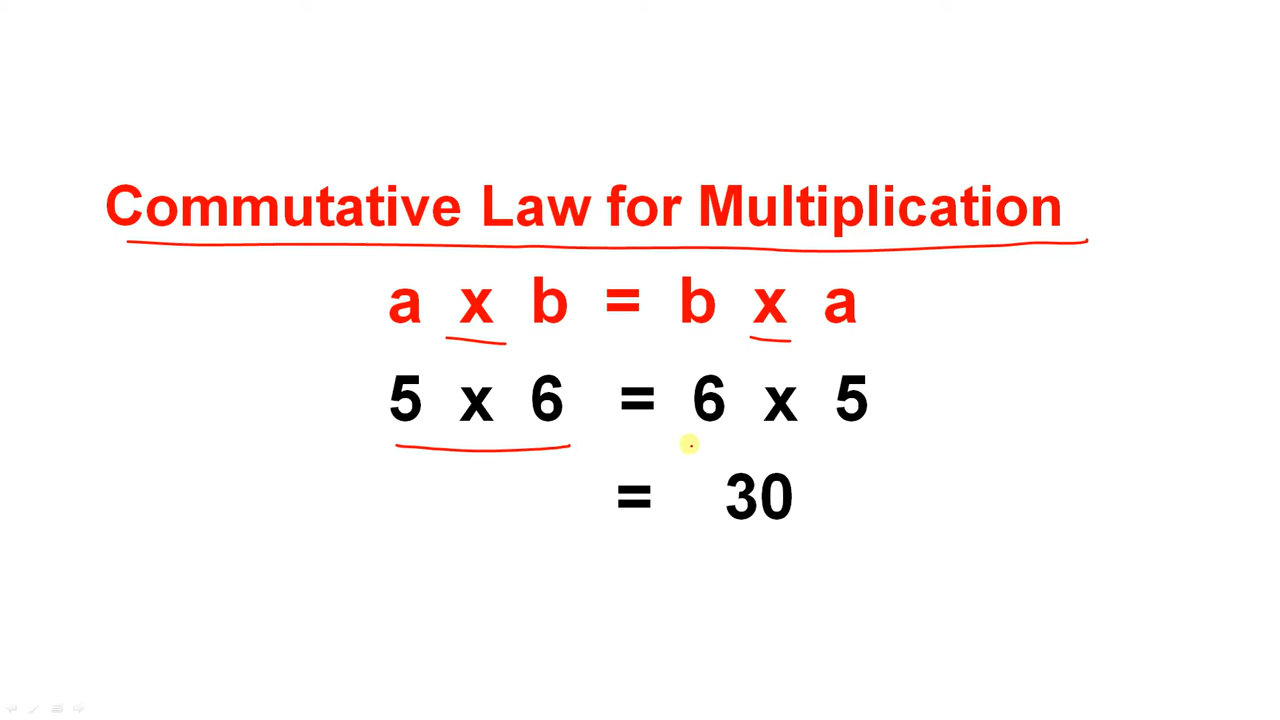 Commutative Law for Multiplication
a x b = b x a
5 x 6 = 6 x 5
= 30